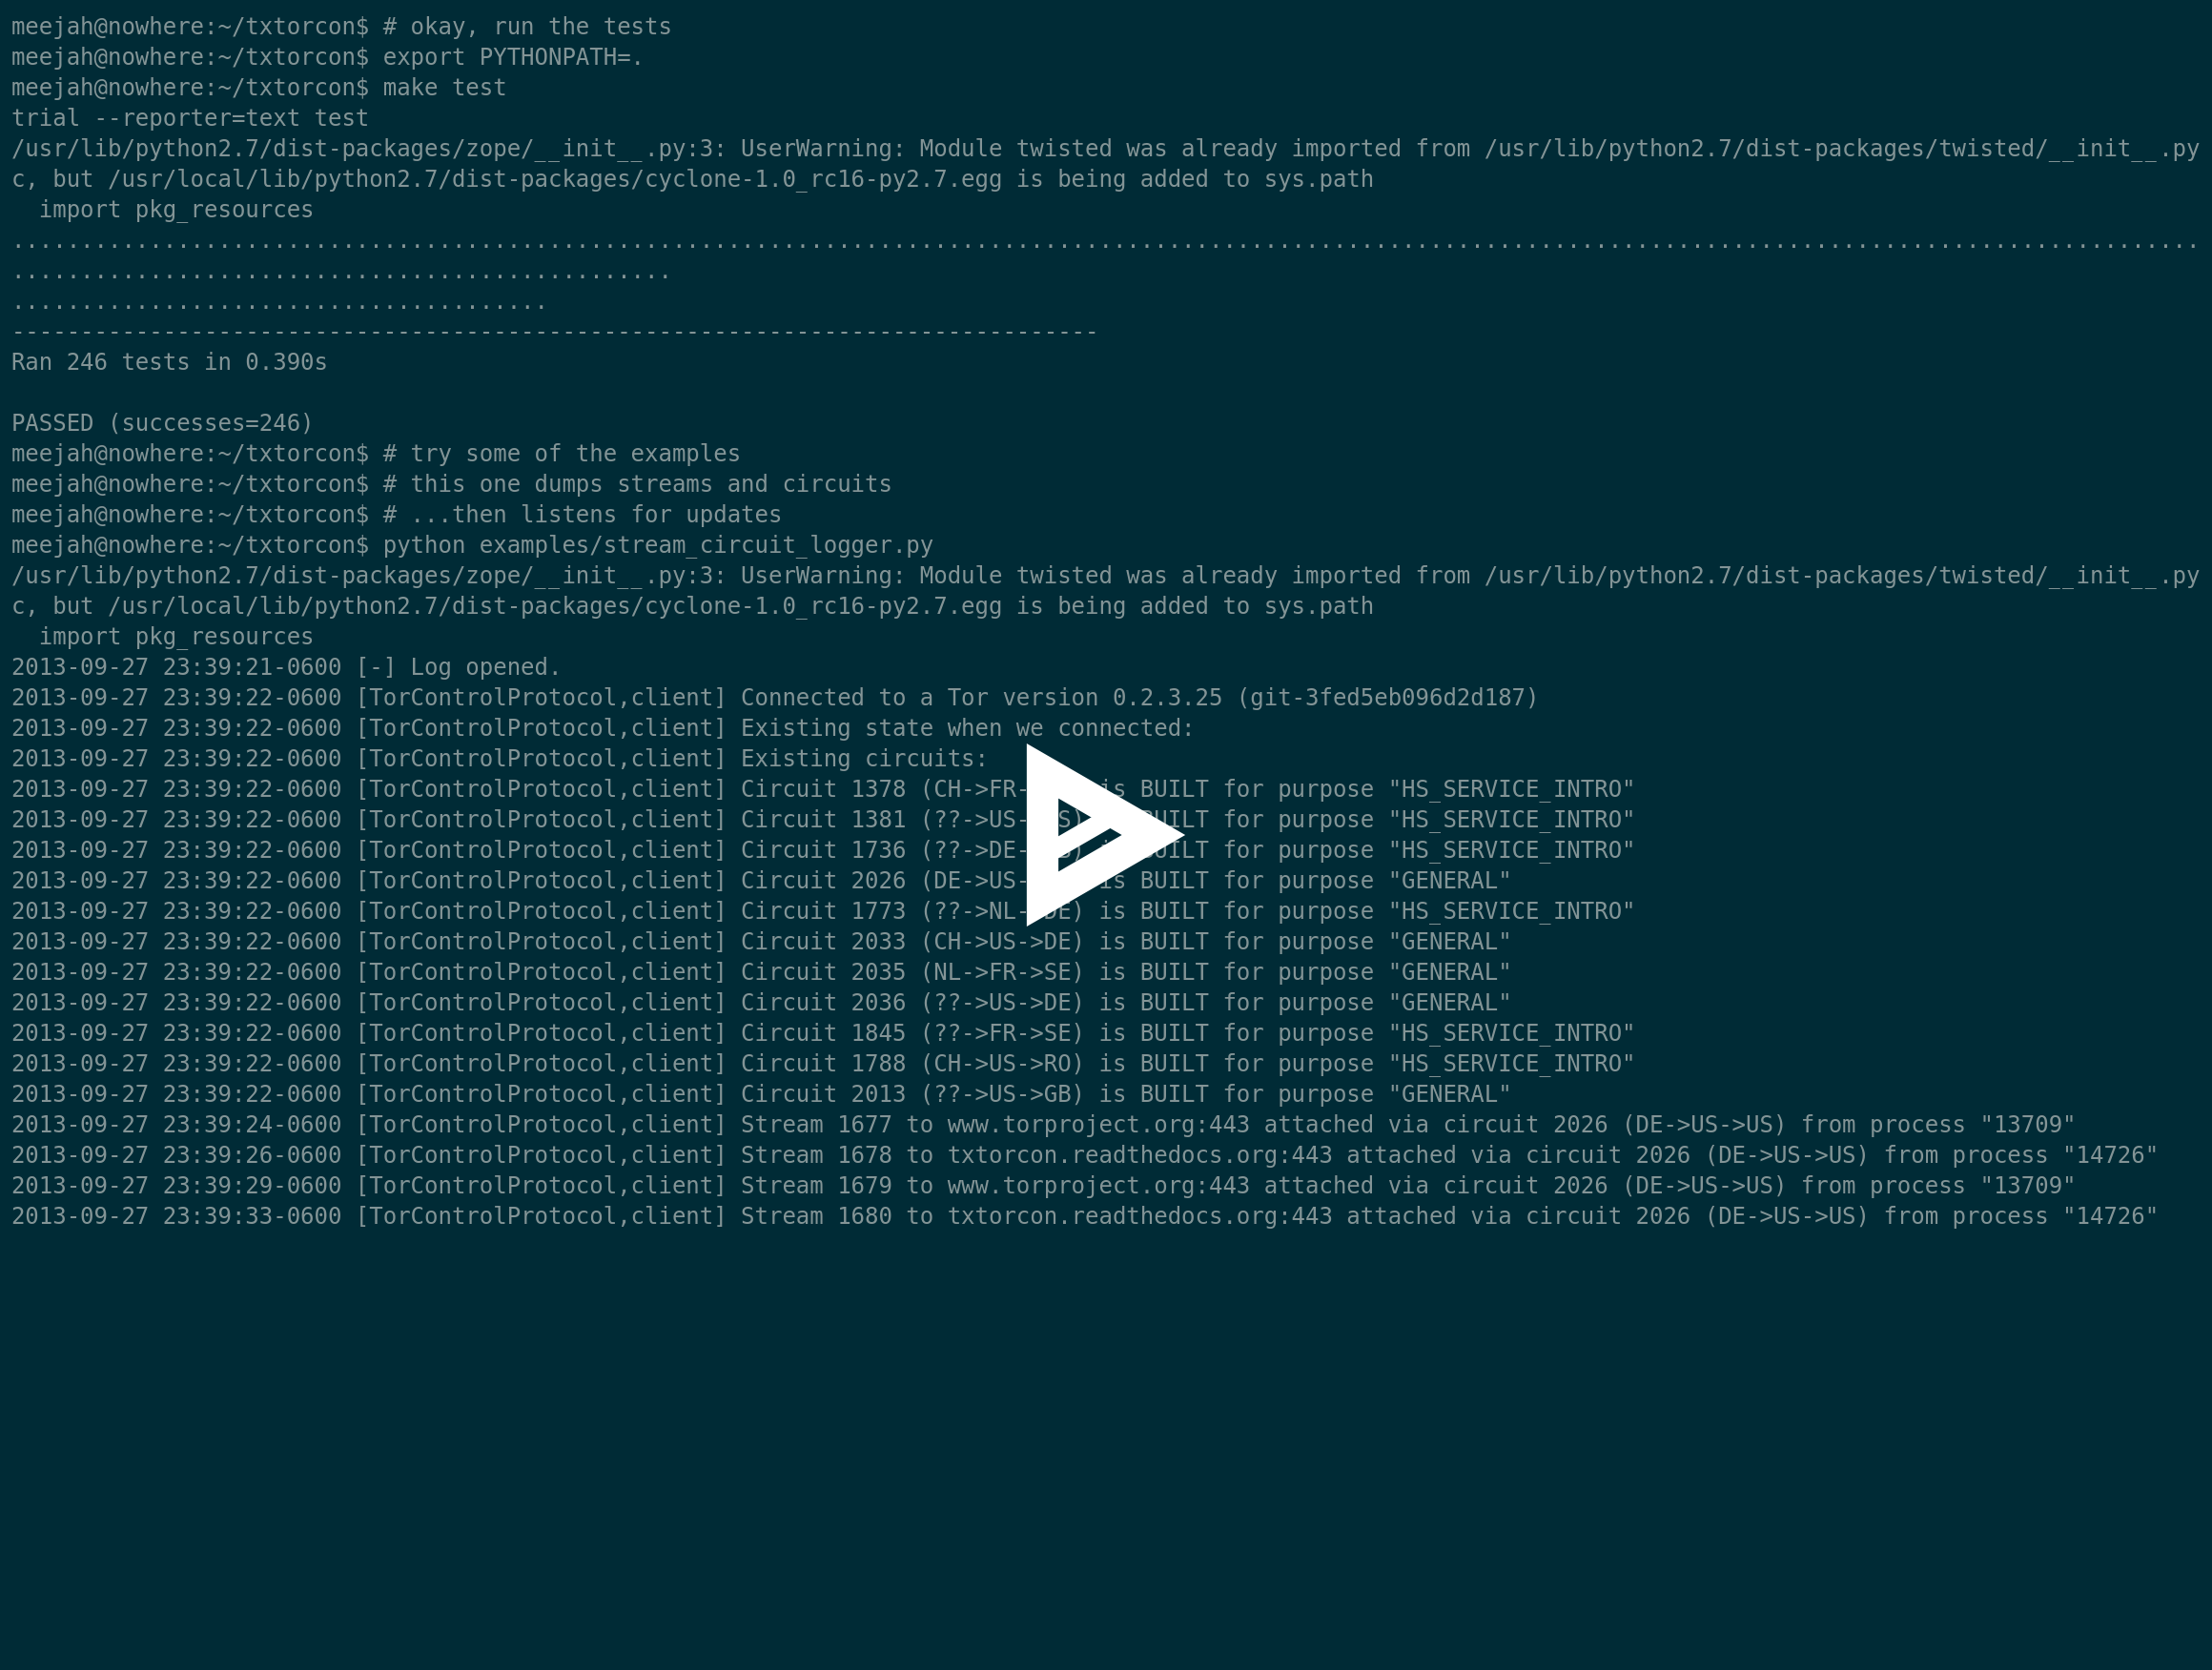 meejah@nowhere:~/txtorcon$ # okay, run the tests
meejah@nowhere:~/txtorcon$ export PYTHONPATH=.
meejah@nowhere:~/txtorcon$ make test
trial --reporter=text test
/usr/lib/python2.7/dist-packages/zope/__init__.py:3: UserWarning: Module twisted was already imported from /usr/lib/python2.7/dist-packages/twisted/__init__.py
c, but /usr/local/lib/python2.7/dist-packages/cyclone-1.0_rc16-py2.7.egg is being added to sys.path
  import pkg_resources
...............................................................................................................................................................
................................................
.......................................
-------------------------------------------------------------------------------
Ran 246 tests in 0.390s

PASSED (successes=246)
meejah@nowhere:~/txtorcon$ # try some of the examples
meejah@nowhere:~/txtorcon$ # this one dumps streams and circuits
meejah@nowhere:~/txtorcon$ # ...then listens for updates
meejah@nowhere:~/txtorcon$ python examples/stream_circuit_logger.py
/usr/lib/python2.7/dist-packages/zope/__init__.py:3: UserWarning: Module twisted was already imported from /usr/lib/python2.7/dist-packages/twisted/__init__.py
c, but /usr/local/lib/python2.7/dist-packages/cyclone-1.0_rc16-py2.7.egg is being added to sys.path
  import pkg_resources
2013-09-27 23:39:21-0600 [-] Log opened.
2013-09-27 23:39:22-0600 [TorControlProtocol,client] Connected to a Tor version 0.2.3.25 (git-3fed5eb096d2d187)
2013-09-27 23:39:22-0600 [TorControlProtocol,client] Existing state when we connected:
2013-09-27 23:39:22-0600 [TorControlProtocol,client] Existing circuits:
2013-09-27 23:39:22-0600 [TorControlProtocol,client] Circuit 1378 (CH->FR- is BUILT for purpose "HS_SERVICE_INTRO"
2013-09-27 23:39:22-0600 [TorControlProtocol,client] Circuit 1381 (??->US- BUILT for purpose "HS_SERVICE_INTRO"
2013-09-27 23:39:22-0600 [TorControlProtocol,client] Circuit 1736 (??->DE- BUILT for purpose "HS_SERVICE_INTRO"
2013-09-27 23:39:22-0600 [TorControlProtocol,client] Circuit 2026 (DE->US- is BUILT for purpose "GENERAL"
2013-09-27 23:39:22-0600 [TorControlProtocol,client] Circuit 1773 (??->NL->DE) is BUILT for purpose "HS_SERVICE_INTRO"
2013-09-27 23:39:22-0600 [TorControlProtocol,client] Circuit 2033 (CH->US->DE) is BUILT for purpose "GENERAL"
2013-09-27 23:39:22-0600 [TorControlProtocol,client] Circuit 2035 (NL->FR->SE) is BUILT for purpose "GENERAL"
2013-09-27 23:39:22-0600 [TorControlProtocol,client] Circuit 2036 (??->US->DE) is BUILT for purpose "GENERAL"
2013-09-27 23:39:22-0600 [TorControlProtocol,client] Circuit 1845 (??->FR->SE) is BUILT for purpose "HS_SERVICE_INTRO"
2013-09-27 23:39:22-0600 [TorControlProtocol,client] Circuit 1788 (CH->US->RO) is BUILT for purpose "HS_SERVICE_INTRO"
2013-09-27 23:39:22-0600 [TorControlProtocol,client] Circuit 2013 (??->US->GB) is BUILT for purpose "GENERAL"
2013-09-27 23:39:24-0600 [TorControlProtocol,client] Stream 1677 to www.torproject.org:443 attached via circuit 2026 (DE->US->US) from process "13709"
2013-09-27 23:39:26-0600 [TorControlProtocol,client] Stream 1678 to txtorcon.readthedocs.org:443 attached via circuit 2026 (DE->US->US) from process "14726"
2013-09-27 23:39:29-0600 [TorControlProtocol,client] Stream 1679 to www.torproject.org:443 attached via circuit 2026 (DE->US->US) from process "13709"
2013-09-27 23:39:33-0600 [TorControlProtocol,client] Stream 1680 to txtorcon.readthedocs.org:443 attached via circuit 2026 (DE->US->US) from process "14726"